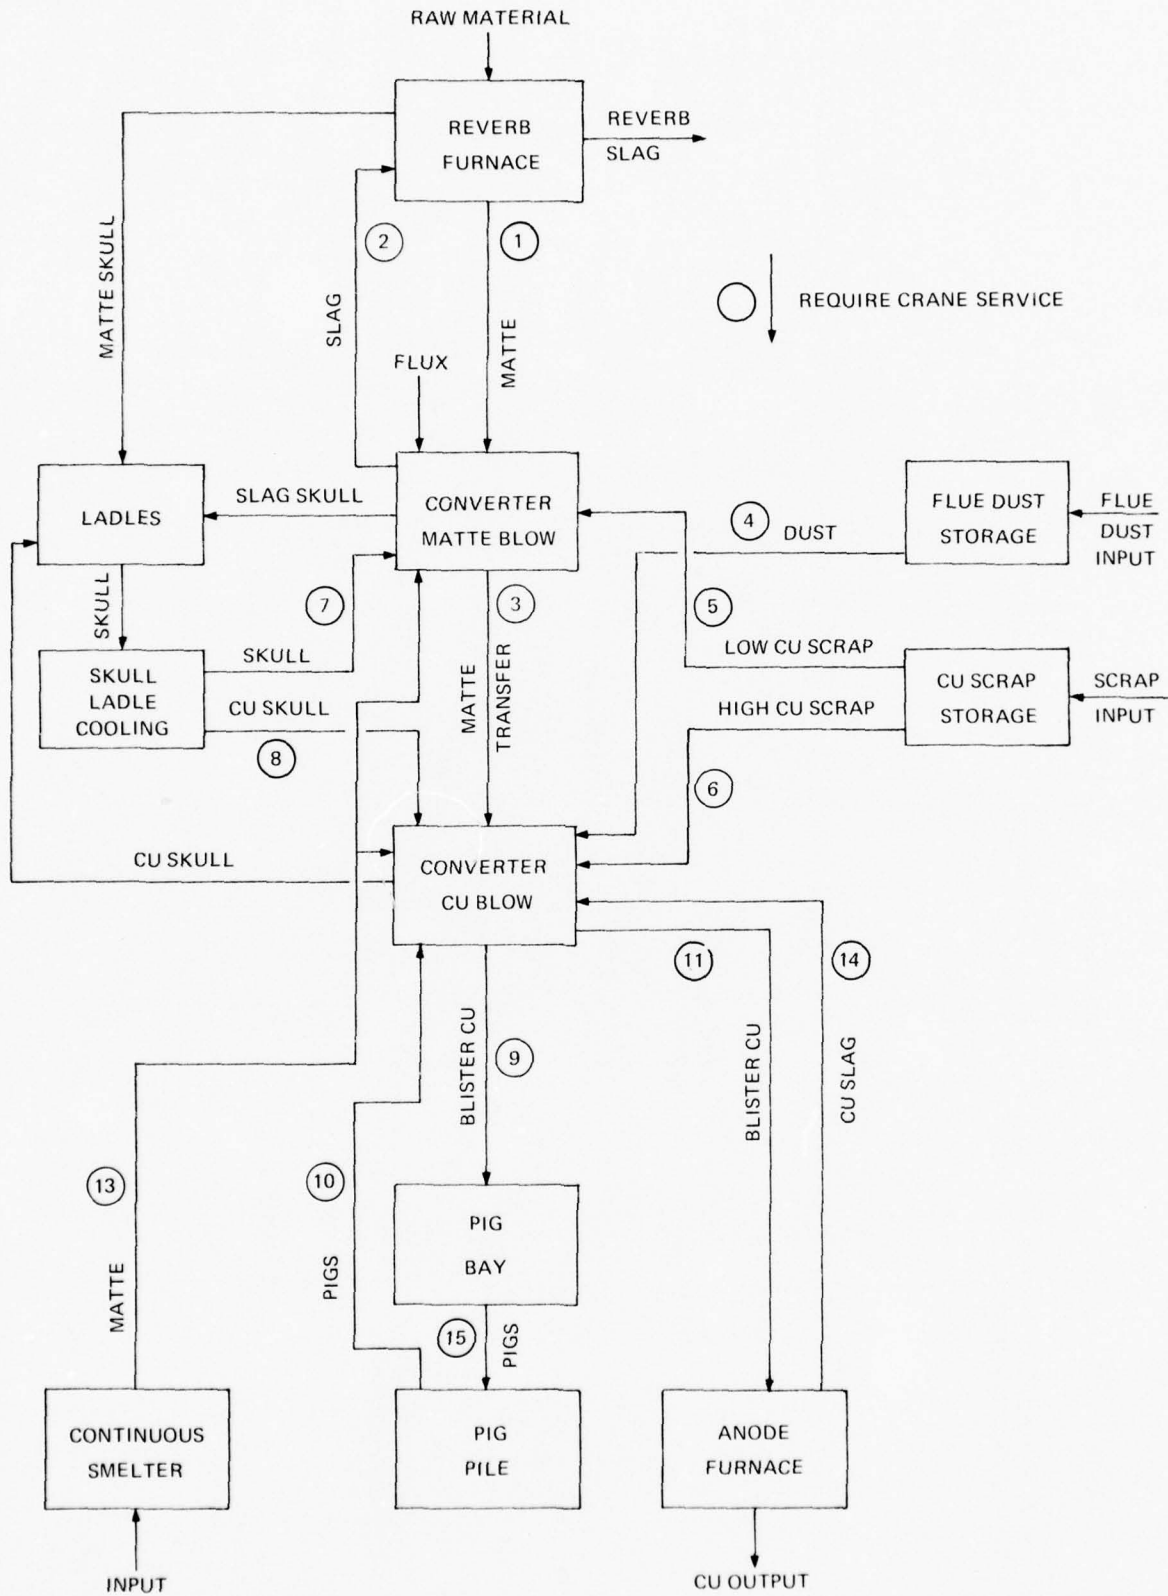 RAW MATERIAL
REVERB
FURNACE
REVERB
SLAG
2
1
MATTE SKULL
SLAG
MATTE
REQUIRE CRANE SERVICE
FLUX
LADLES
SLAG SKULL
CONVERTER
MATTE BLOW
4
DUST
FLUE DUST
STORAGE
FLUE
DUST
INPUT
SKULL
7
3
5
SKULL
LADLE
COOLING
SKULL
CU SKULL
8
MATTE
TRANSFER
LOW CU SCRAP
HIGH CU SCRAP
6
CU SCRAP
STORAGE
SCRAP
INPUT
CU SKULL
CONVERTER
CU BLOW
11
14
BLISTER CU
9
BLISTER CU
CU SLAG
13
10
MATTE
PIGS
PIG
BAY
15
PIGS
CONTINUOUS
SMELTER
PIG
PILE
ANODE
FURNACE
INPUT
CU OUTPUT